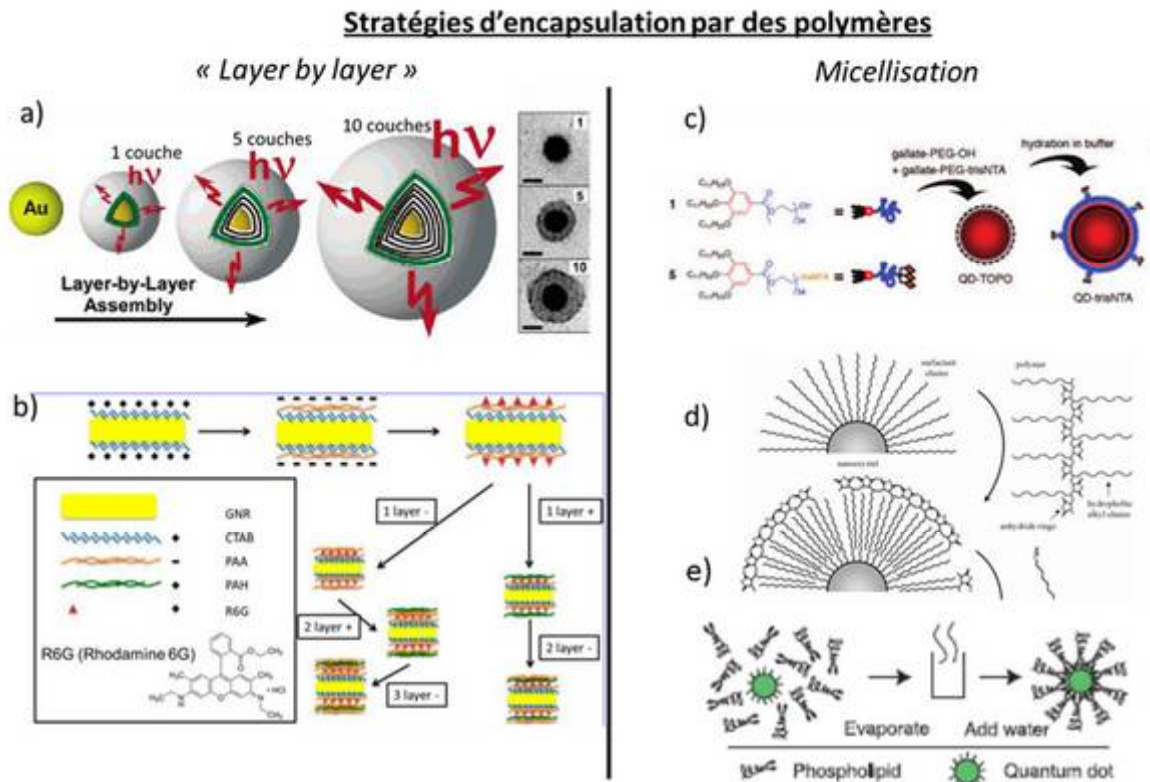 Stratégies d'encapsulation par des polymères
« Layer by layer »
Micellisation
a)
Au
1 couche
hν
5 couches
hν
10 couches
hν
Layer-by-Layer
Assembly
1
5
10
b)
1 layer -
1 layer +
2 layer +
2 layer -
3 layer -
GNR
CTAB
PAA
PAH
R6G
R6G (Rhodamine 6G)
c)
gallate-PEG-OH
+ gallate-PEG-trisNTA
hydration in buffer
1
=
5
=
QD-TOPO
QD-trisNTA
d)
surfactant
chains
polymer
nanocrystal
hydrophobic
alkyl chains
anhydride rings
e)
Evaporate
Add water
Phospholipid
Quantum dot